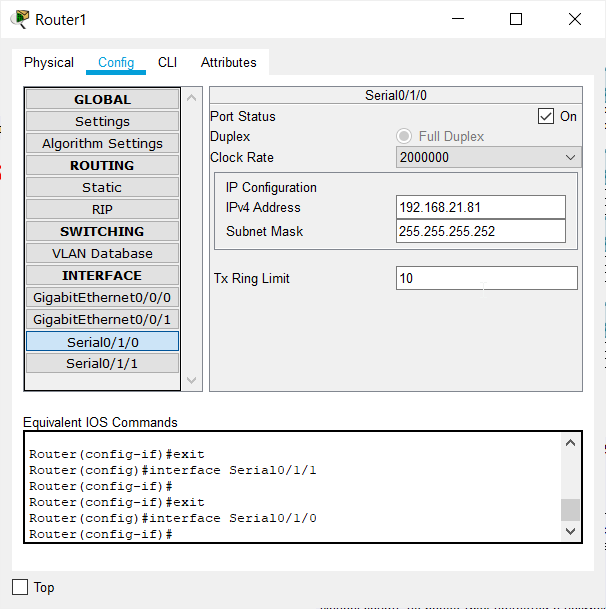 Router1
Physical Config CLI Attributes
GLOBAL
Settings
Algorithm Settings
ROUTING
Static
RIP
SWITCHING
VLAN Database
INTERFACE
GigabitEthernet0/0/0
GigabitEthernet0/0/1
Serial0/1/0
Serial0/1/1
Serial0/1/0
Port Status On
Duplex Full Duplex
Clock Rate 2000000
IP Configuration
IPv4 Address 192.168.21.81
Subnet Mask 255.255.255.252
Tx Ring Limit 10
Equivalent IOS Commands
Router(config-if)#exit
Router(config)#interface Serial0/1/1
Router(config-if)#
Router(config-if)#exit
Router(config)#interface Serial0/1/0
Router(config-if)#
Top